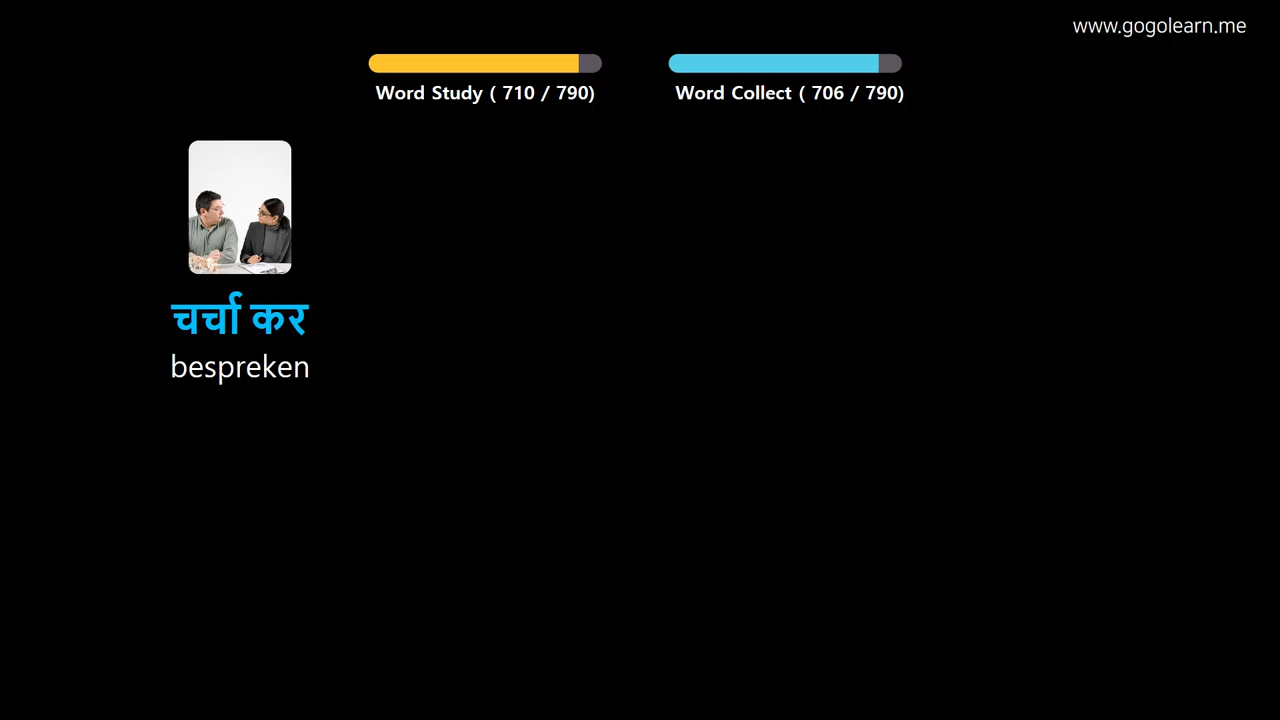 www.gogolearn.me
Word Study ( 710 / 790)
Word Collect ( 706 / 790)
चर्चा कर
bespreken